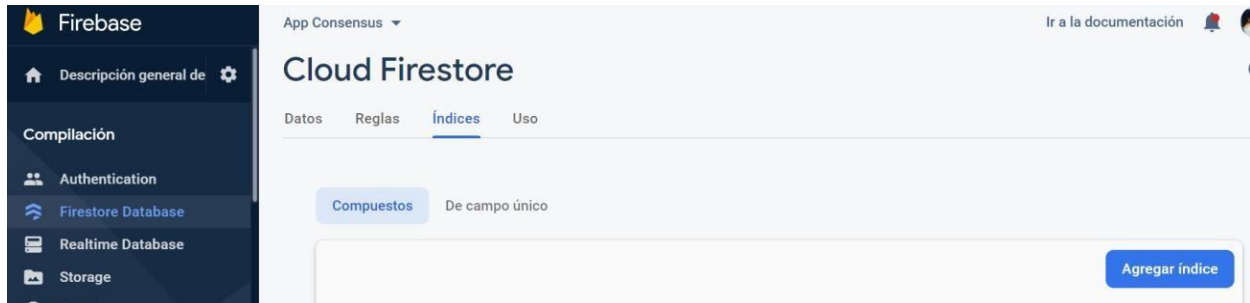 Firebase
Descripción general de
Compilación
Authentication
Firestore Database
Realtime Database
Storage
App Consensus
Ir a la documentación
Cloud Firestore
Datos Reglas Índices Uso
Compuestos De campo único
Agregar índice